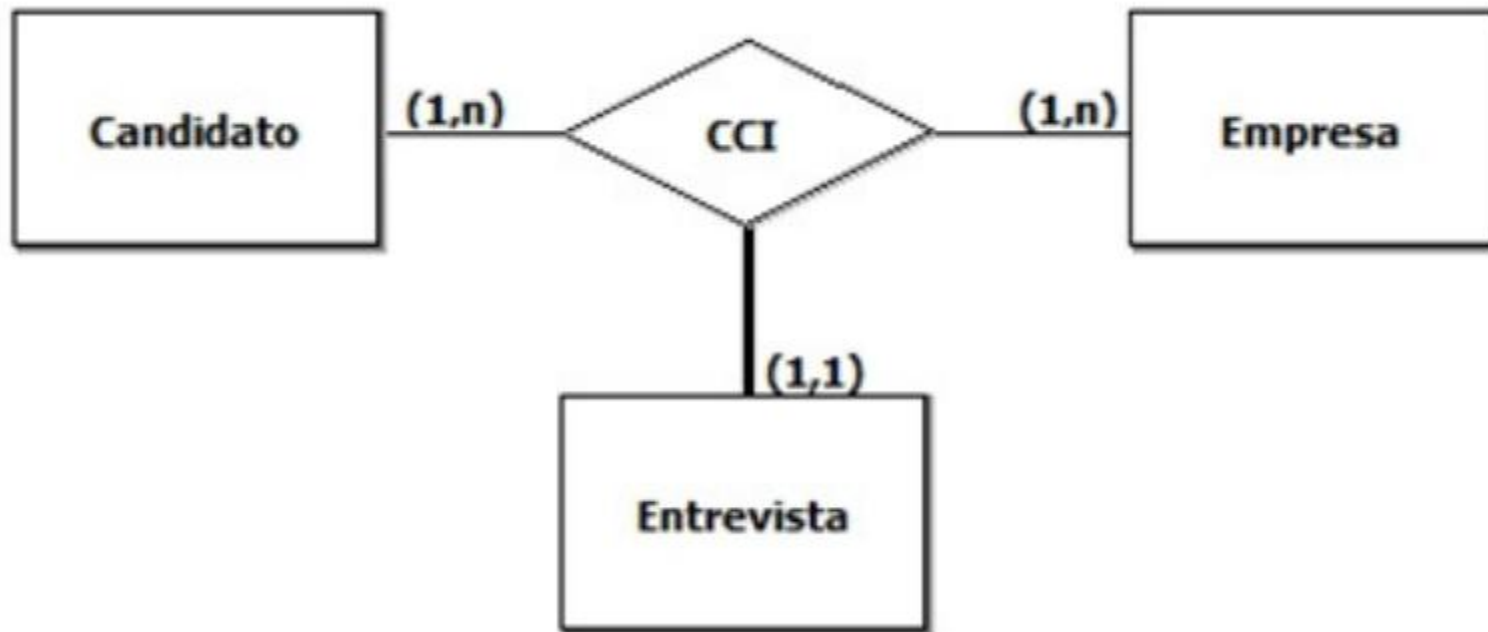 Candidato
(1,n)
CCI
(1,n)
Empresa
(1,1)
Entrevista